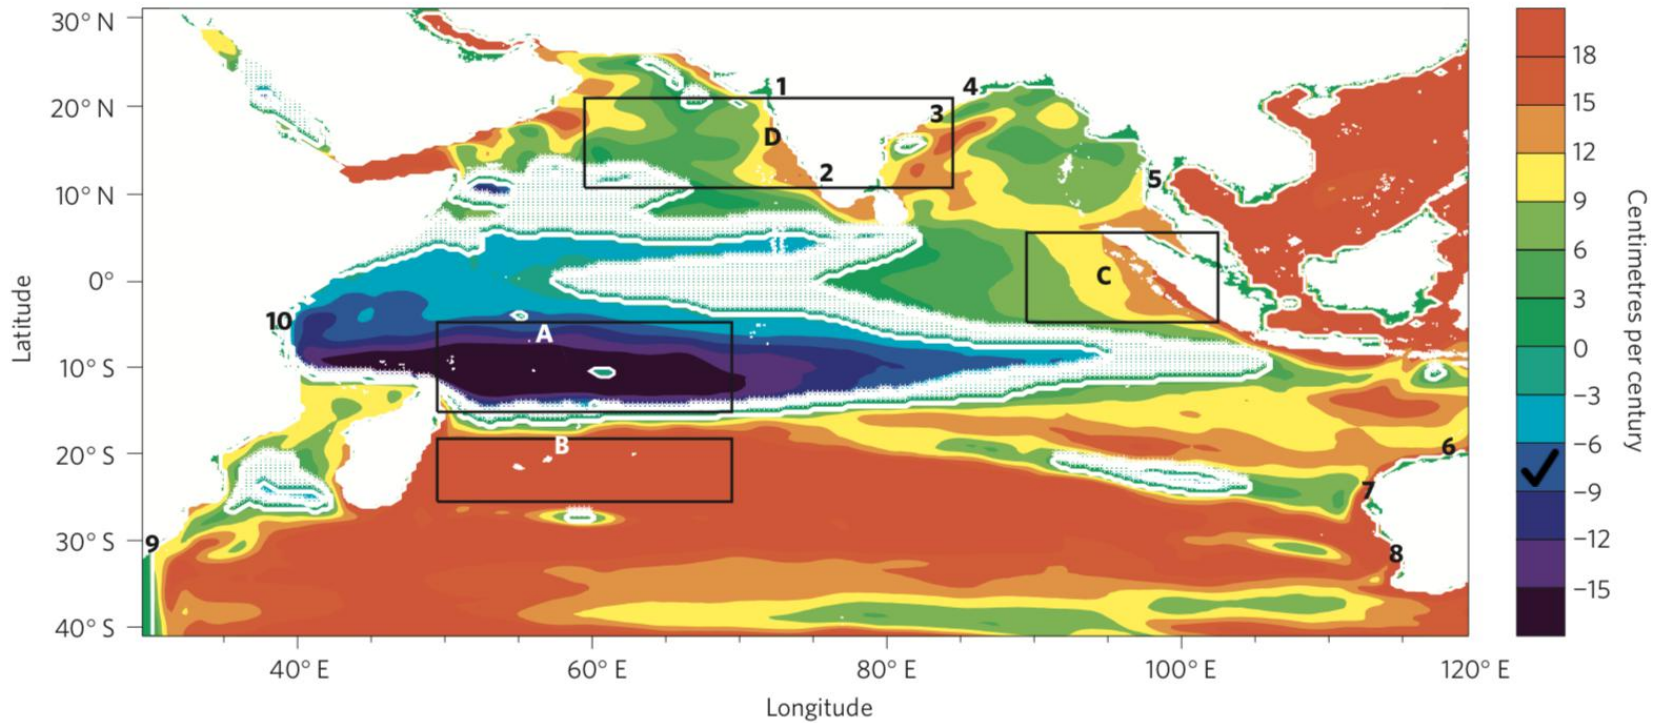 30° N
20° N
10° N
0°
10° S
20° S
30° S
40° S
Latitude
1
4
3
D
2
5
C
10
A
B
6
7
8
9
40° E
60° E
80° E
100° E
120° E
Longitude
18
15
12
9
6
3
0
−3
−6
−9
−12
−15
Centimetres per century